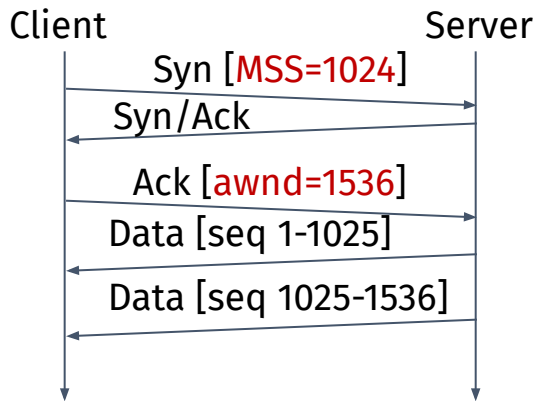 Client
Server
Syn [MSS=1024]
Syn/Ack
Ack [awnd=1536]
Data [seq 1-1025]
Data [seq 1025-1536]